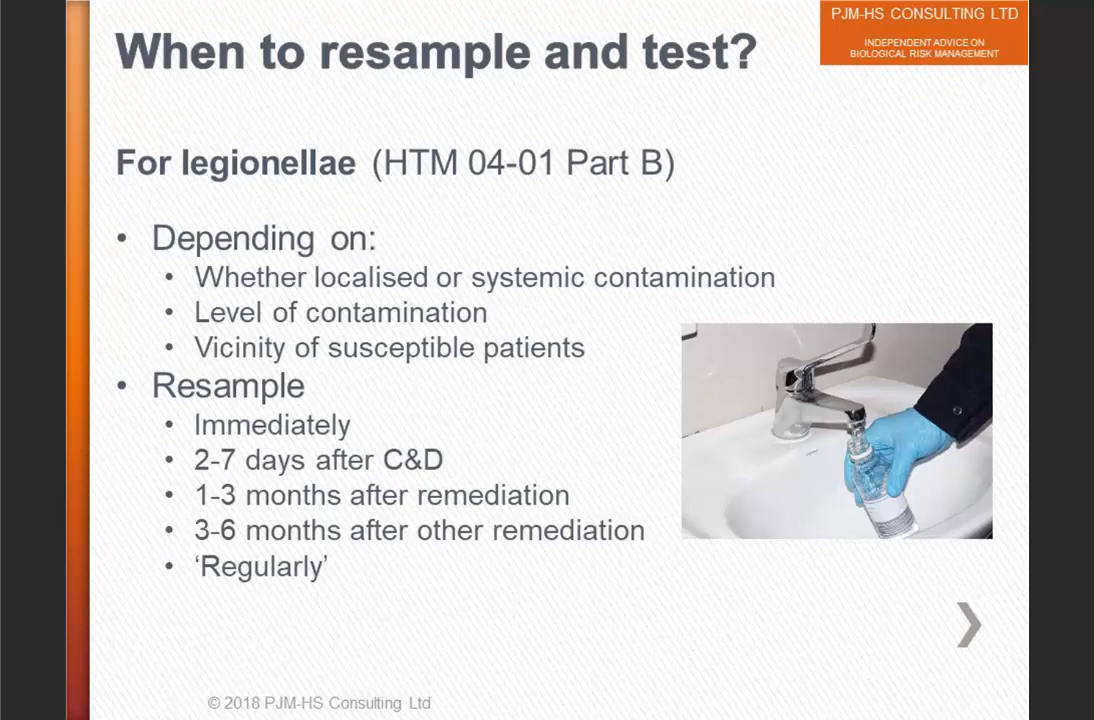 PJM-HS CONSULTING LTD
INDEPENDENT ADVICE ON
BIOLOGICAL RISK MANAGEMENT
When to resample and test?
For legionellae (HTM 04-01 Part B)
• Depending on:
• Whether localised or systemic contamination
• Level of contamination
• Vicinity of susceptible patients
• Resample
• Immediately
• 2-7 days after C&D
• 1-3 months after remediation
• 3-6 months after other remediation
• ‘Regularly’
© 2018 PJM-HS Consulting Ltd